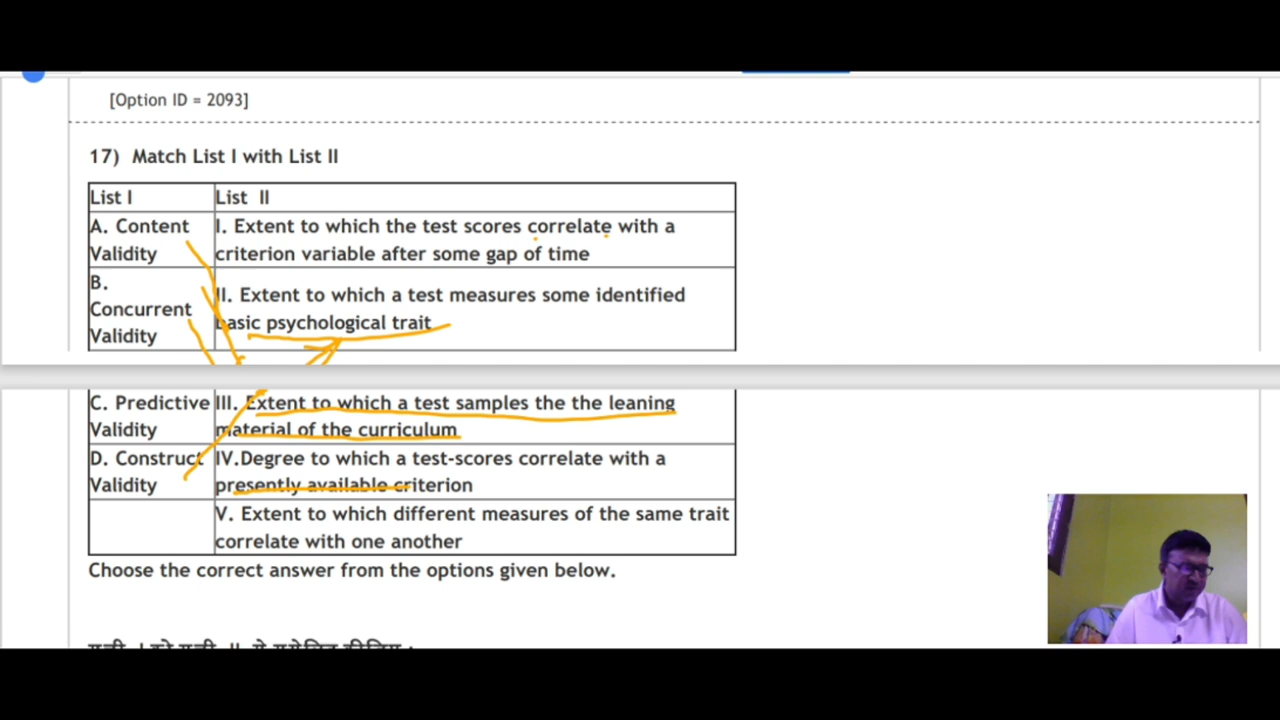 [Option ID = 2093]
17) Match List I with List II
List I
List II
A. Content
Validity
I. Extent to which the test scores correlate with a
criterion variable after some gap of time
B.
Concurrent
Validity
II. Extent to which a test measures some identified
basic psychological trait
C. Predictive
Validity
III. Extent to which a test samples the the leaning
material of the curriculum
D. Construct
Validity
IV.Degree to which a test-scores correlate with a
presently available criterion
V. Extent to which different measures of the same trait
correlate with one another
Choose the correct answer from the options given below.